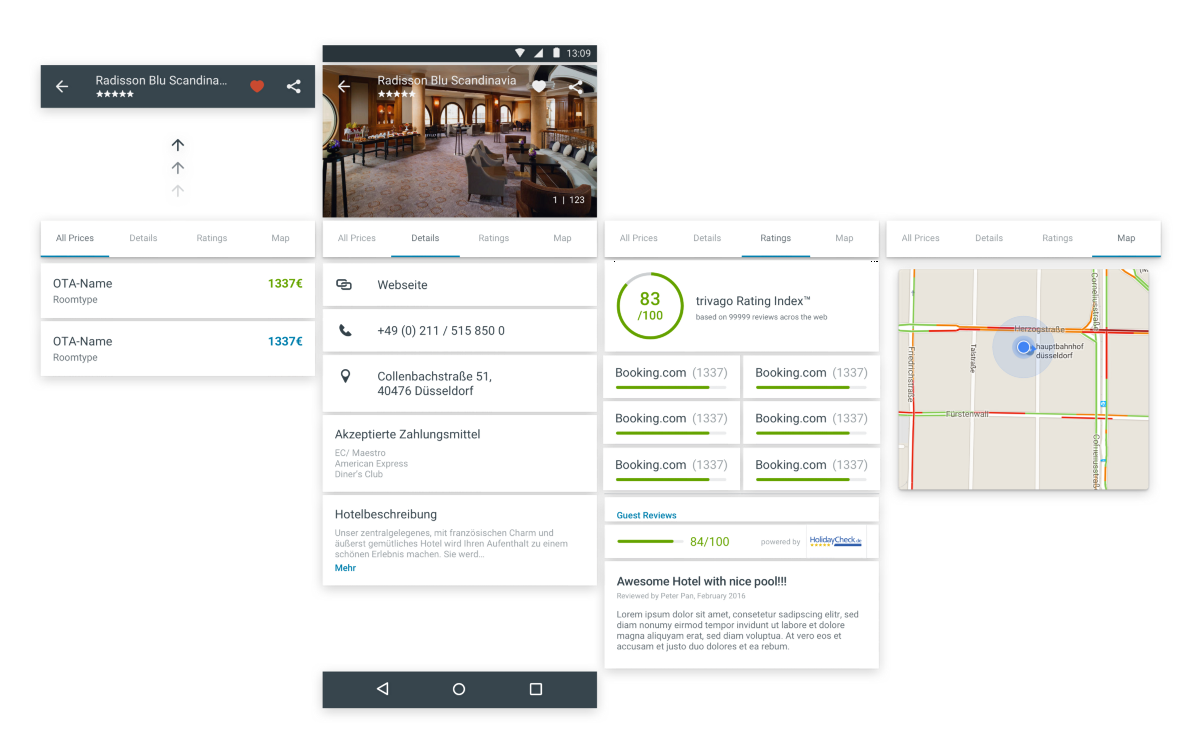 Radisson Blu Scandina...
All Prices
Details
Ratings
Map
OTA-Name
1337€
Roomtype
OTA-Name
1337€
Roomtype
13:09
Radisson Blu Scandinavia
1 | 123
All Prices
Details
Ratings
Map
Webseite
+49 (0) 211 / 515 850 0
Collenbachstraße 51,
40476 Düsseldorf
Akzeptierte Zahlungsmittel
EC/ Maestro
American Express
Diner's Club
Hotelbeschreibung
Unser zentralgelegenes, mit französischen Charm und
äußerst gemütliches Hotel wird Ihren Aufenthalt zu einem
schönen Erlebnis machen. Sie werd...
Mehr
All Prices
Details
Ratings
Map
83
/100
trivago Rating Index™
based on 99999 reviews acros the web
Booking.com (1337)
Booking.com (1337)
Booking.com (1337)
Booking.com (1337)
Booking.com (1337)
Booking.com (1337)
Guest Reviews
84/100
powered by
HolidayCheck.de
Awesome Hotel with nice pool!!!
Reviewed by Peter Pan, February 2016
Lorem ipsum dolor sit amet, consetetur sadipscing elitr, sed
diam nonumy eirmod tempor invidunt ut labore et dolore
magna aliquyam erat, sed diam voluptua. At vero eos et
accusam et justo duo dolores et ea rebum.
All Prices
Details
Ratings
Map
Corneliusstraße
Herzogstraße
hauptbahnhof
düsseldorf
Friedrichstraße
Talstraße
Fürstenwall
Corneliusstraße